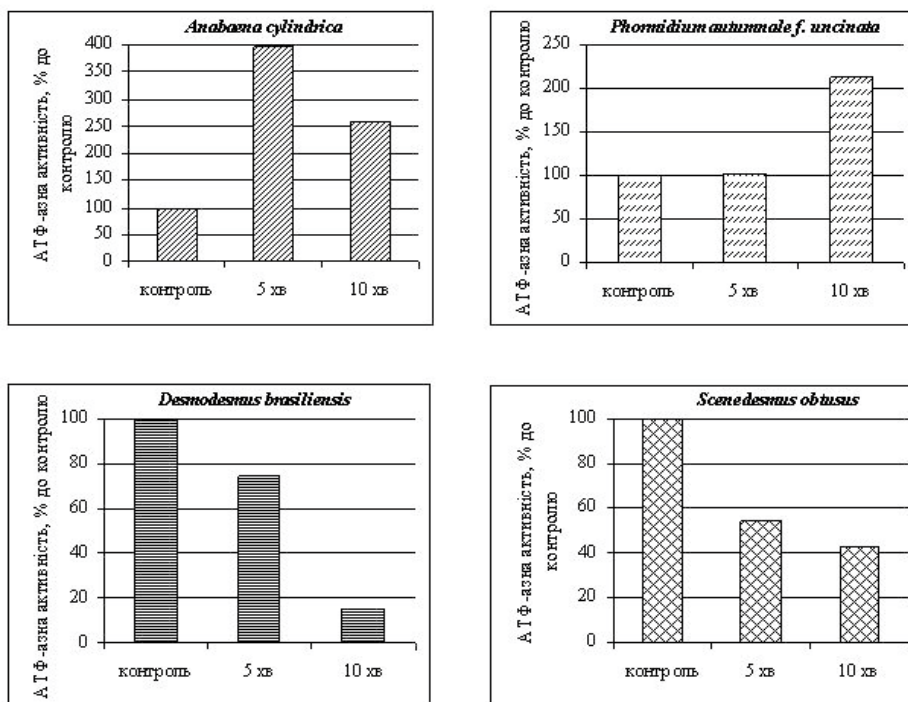 Anabaena cylindrica
АТФ-азна активність, % до
контролю
400
350
300
250
200
150
100
50
0
контроль 5 хв 10 хв
Phormidium autumnale f. uncinata
АТФ-азна активність, % до контролю
250
200
150
100
50
0
контроль 5 хв 10 хв
Desmodesmus brasiliensis
АТФ-азна активність, % до контролю
100
80
60
40
20
0
контроль 5 хв 10 хв
Scenedesmus obtusus
АТФ-азна активність, % до
контролю
100
80
60
40
20
0
контроль 5 хв 10 хв